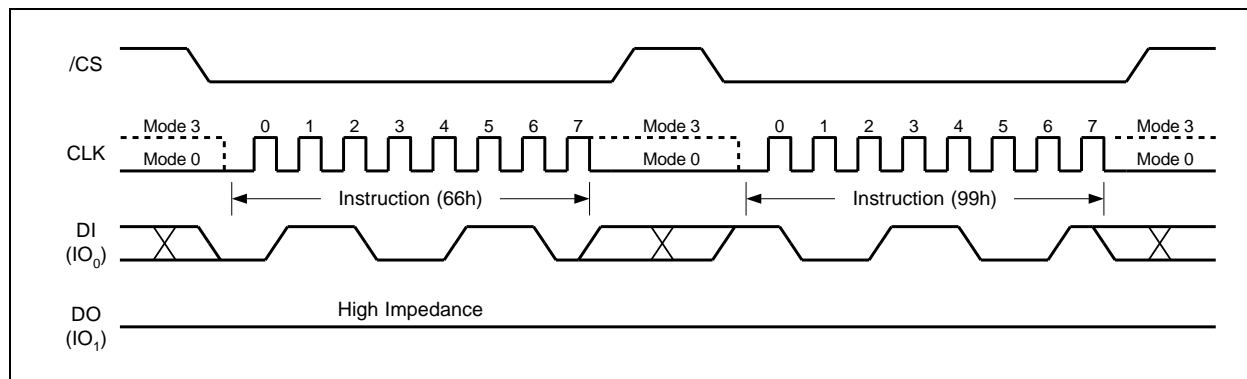 /CS
Mode 3 0 1 2 3 4 5 6 7 Mode 3 0 1 2 3 4 5 6 7 Mode 3
CLK
Mode 0 Mode 0 Mode 0
Instruction (66h) Instruction (99h)
DI
(IO0)
High Impedance
DO
(IO1)